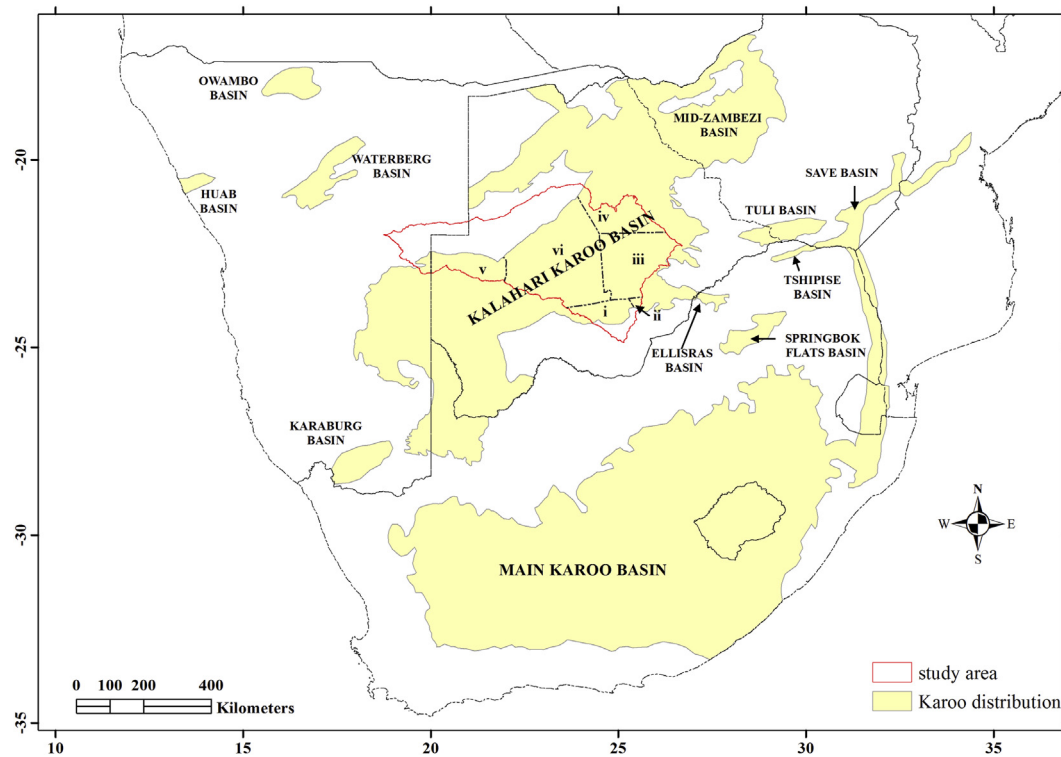 OWAMBO
BASIN
WATERBERG
BASIN
HUAB
BASIN
MID-ZAMBEZI
BASIN
SAVE BASIN
TULI BASIN
TSHIPISE
BASIN
iv
vi
v
iii
KALAHARI KAROO BASIN
i
ii
ELLISRAS
BASIN
SPRINGBOK
FLATS BASIN
KARABURG
BASIN
MAIN KAROO BASIN
N
W E
S
study area
Karoo distribution
0 100 200 400
Kilometers
-20
-25
-30
-35
10 15 20 25 30 35